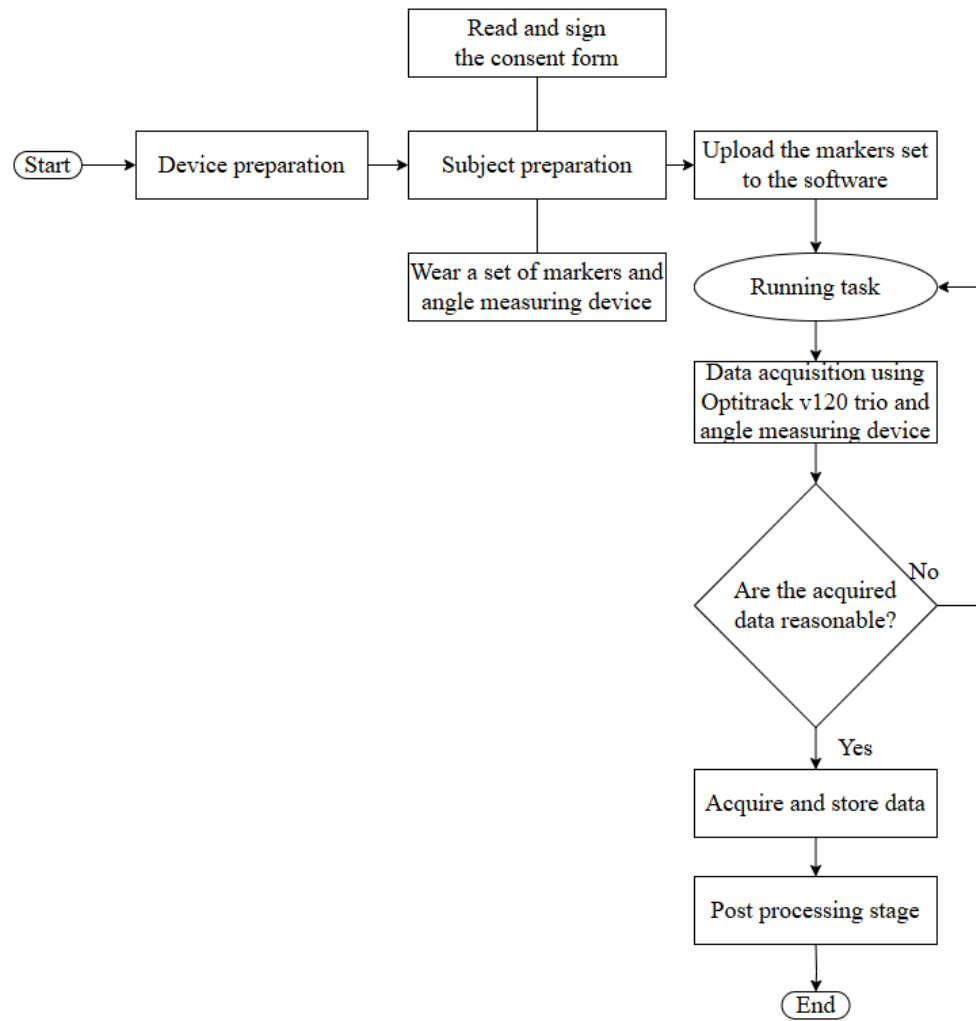 Read and sign
the consent form
Start
Device preparation
Subject preparation
Upload the markers set
to the software
Wear a set of markers and
angle measuring device
Running task
Data acquisition using
Optitrack v120 trio and
angle measuring device
No
Are the acquired
data reasonable?
Yes
Acquire and store data
Post processing stage
End